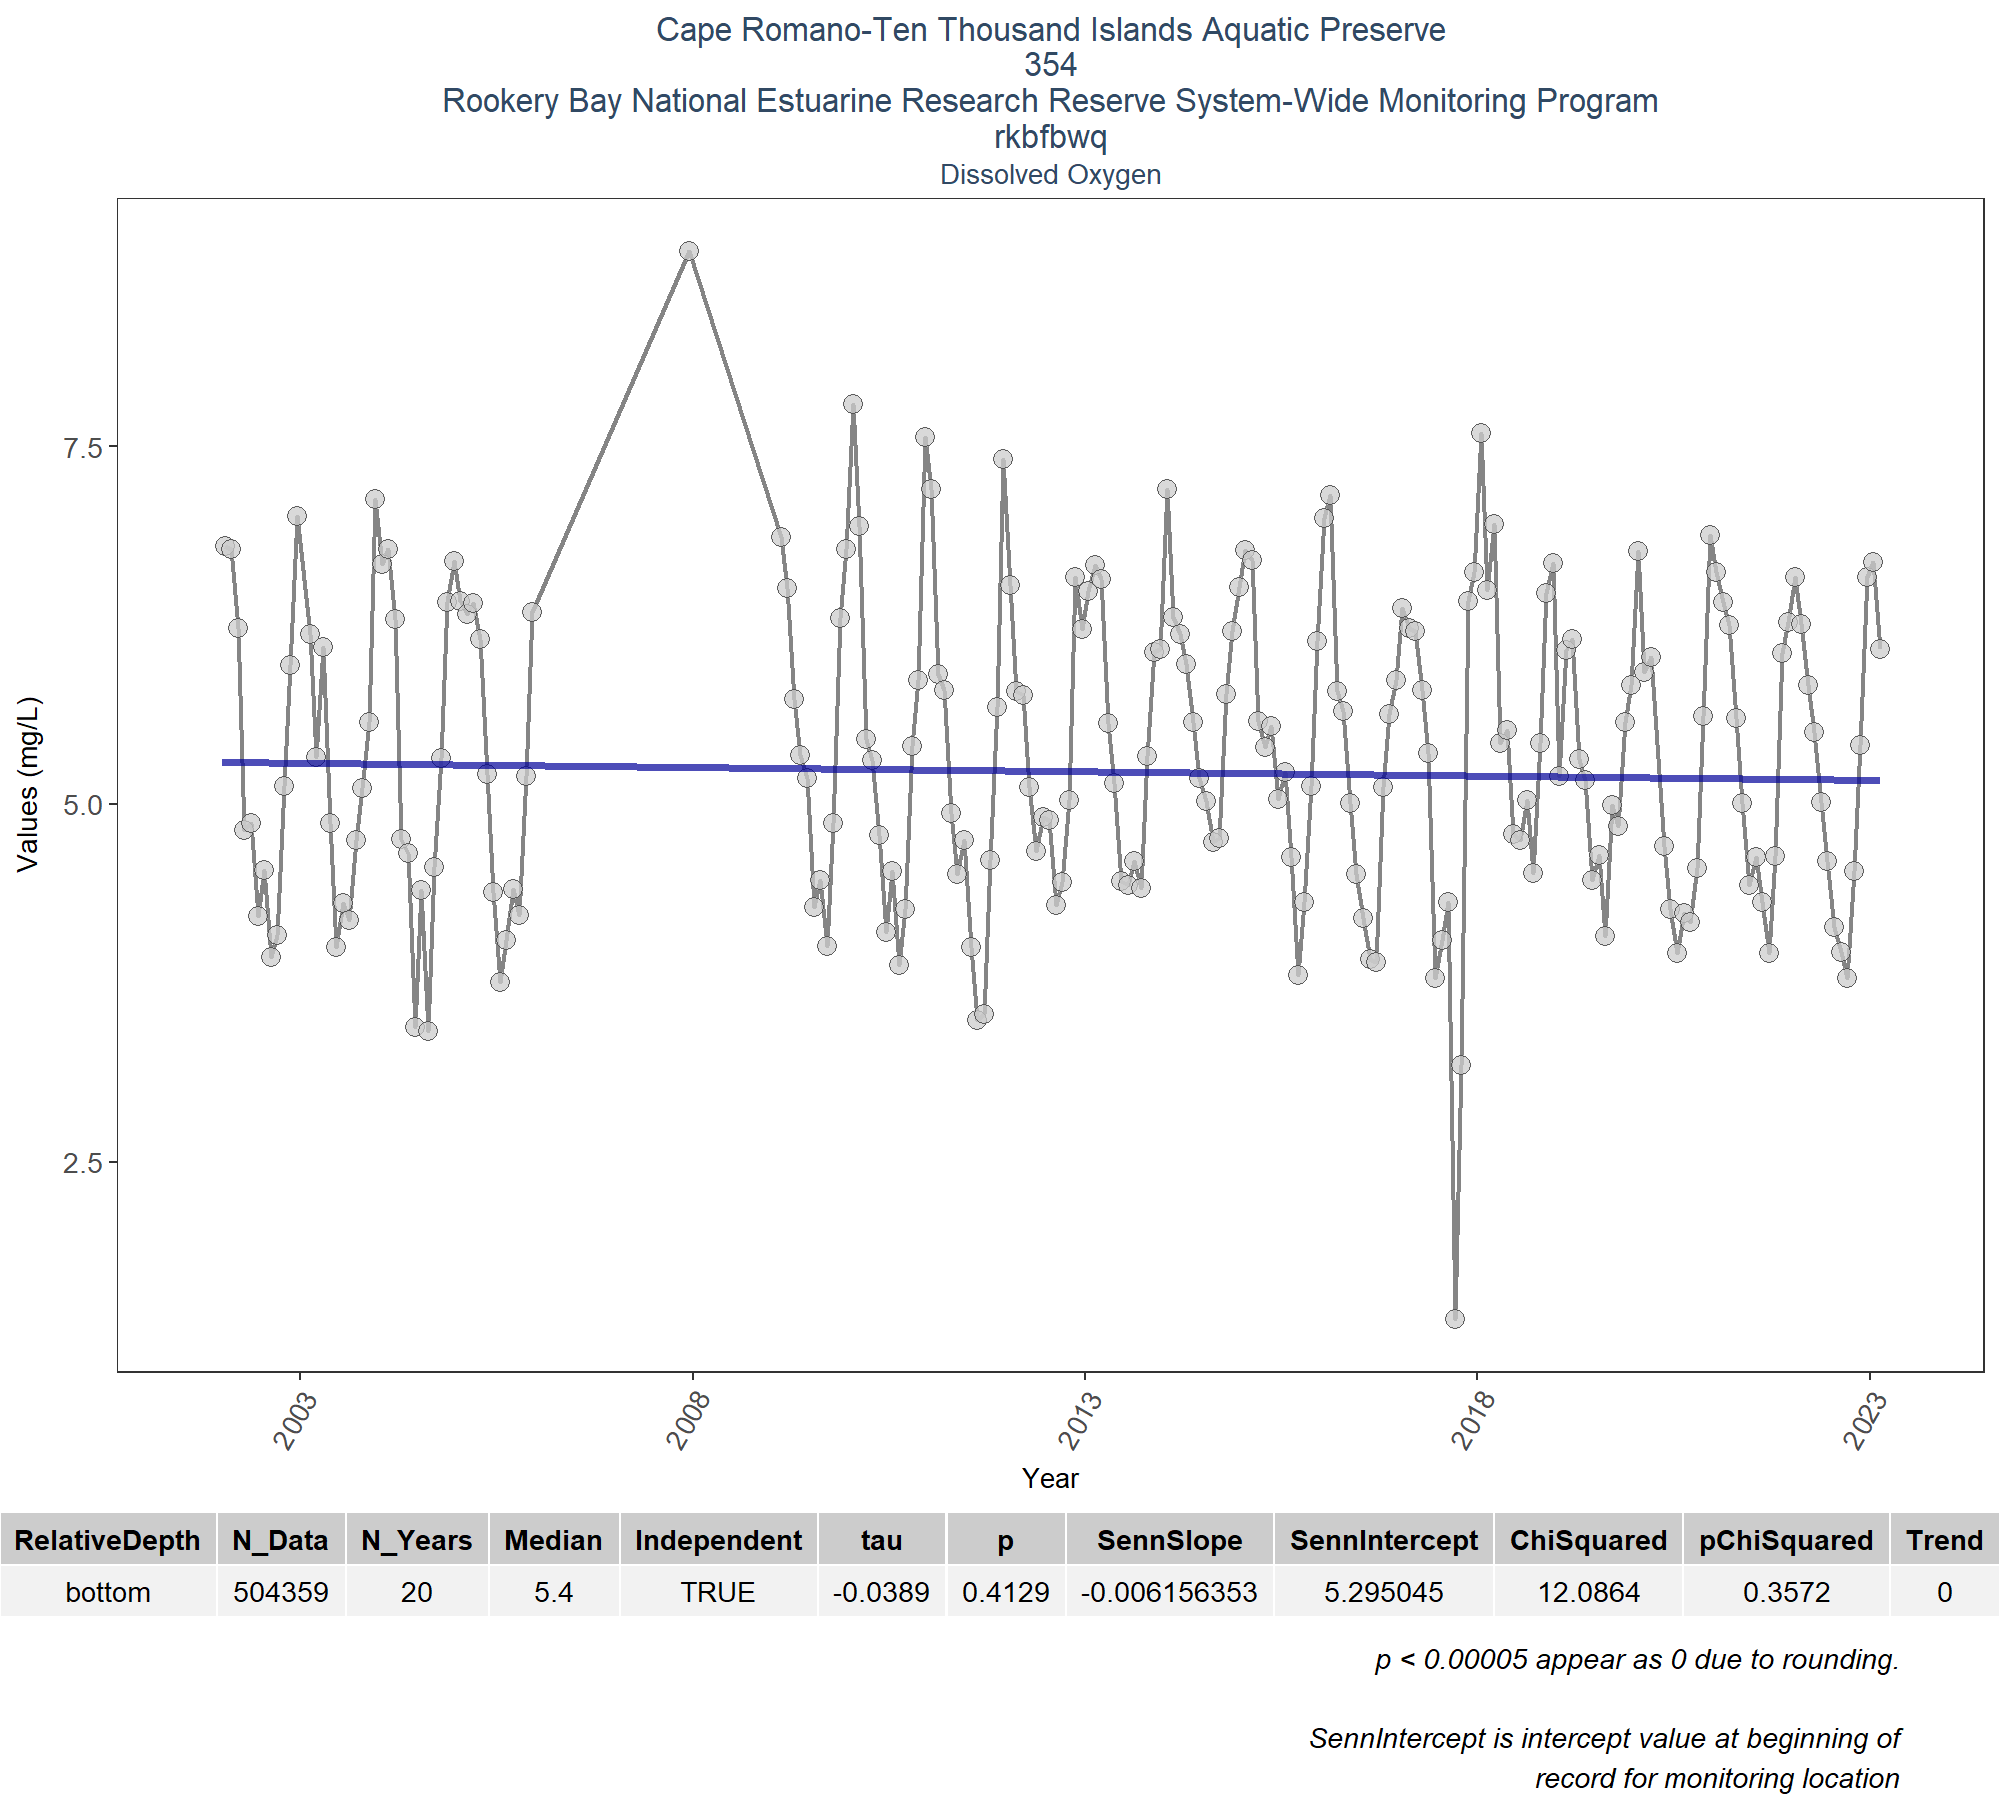 Cape Romano-Ten Thousand Islands Aquatic Preserve
354
Rookery Bay National Estuarine Research Reserve System-Wide Monitoring Program
rkbfbwq
Dissolved Oxygen
Values (mg/L)
7.5
5.0
2.5
2003 2008 2013 2018 2023
Year
RelativeDepth N_Data N_Years Median Independent tau p SennSlope SennIntercept ChiSquared pChiSquared Trend
bottom 504359 20 5.4 TRUE -0.0389 0.4129 -0.006156353 5.295045 12.0864 0.3572 0
p < 0.00005 appear as 0 due to rounding.
SennIntercept is intercept value at beginning of
record for monitoring location